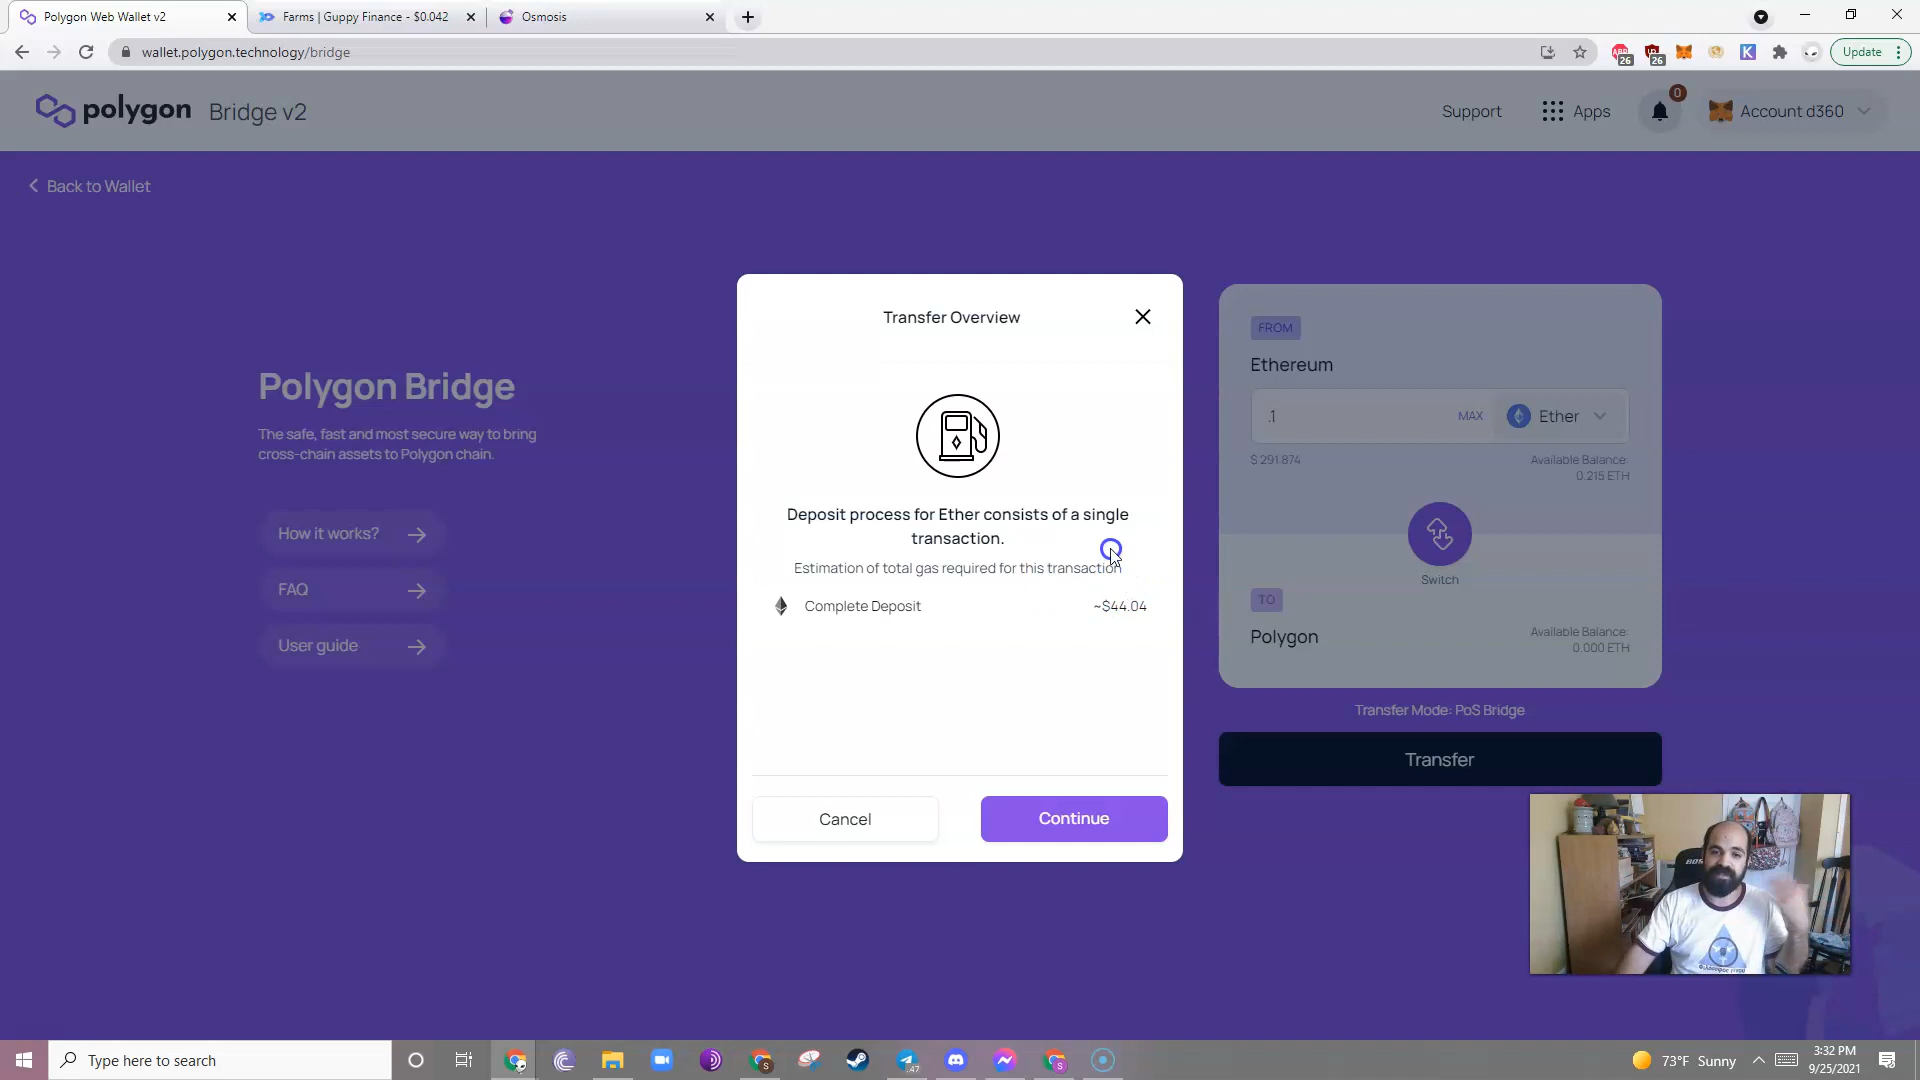 Polygon Web Wallet v2
Farms | Guppy Finance - $0.042
Osmosis
wallet.polygon.technology/bridge
26
26
K
Update
polygon Bridge v2
Support
Apps
0
Account d360
Back to Wallet
Polygon Bridge
The safe, fast and most secure way to bring
cross-chain assets to Polygon chain.
How it works?
FAQ
User guide
Transfer Overview
Deposit process for Ether consists of a single
transaction.
Estimation of total gas required for this transaction
Complete Deposit ~$44.04
Cancel
Continue
FROM
Ethereum
.1
MAX
Ether
$ 291.874
Available Balance:
0.215 ETH
Switch
TO
Polygon
Available Balance:
0.000 ETH
Transfer Mode: PoS Bridge
Transfer
Type here to search
73°F Sunny
3:32 PM
9/25/2021